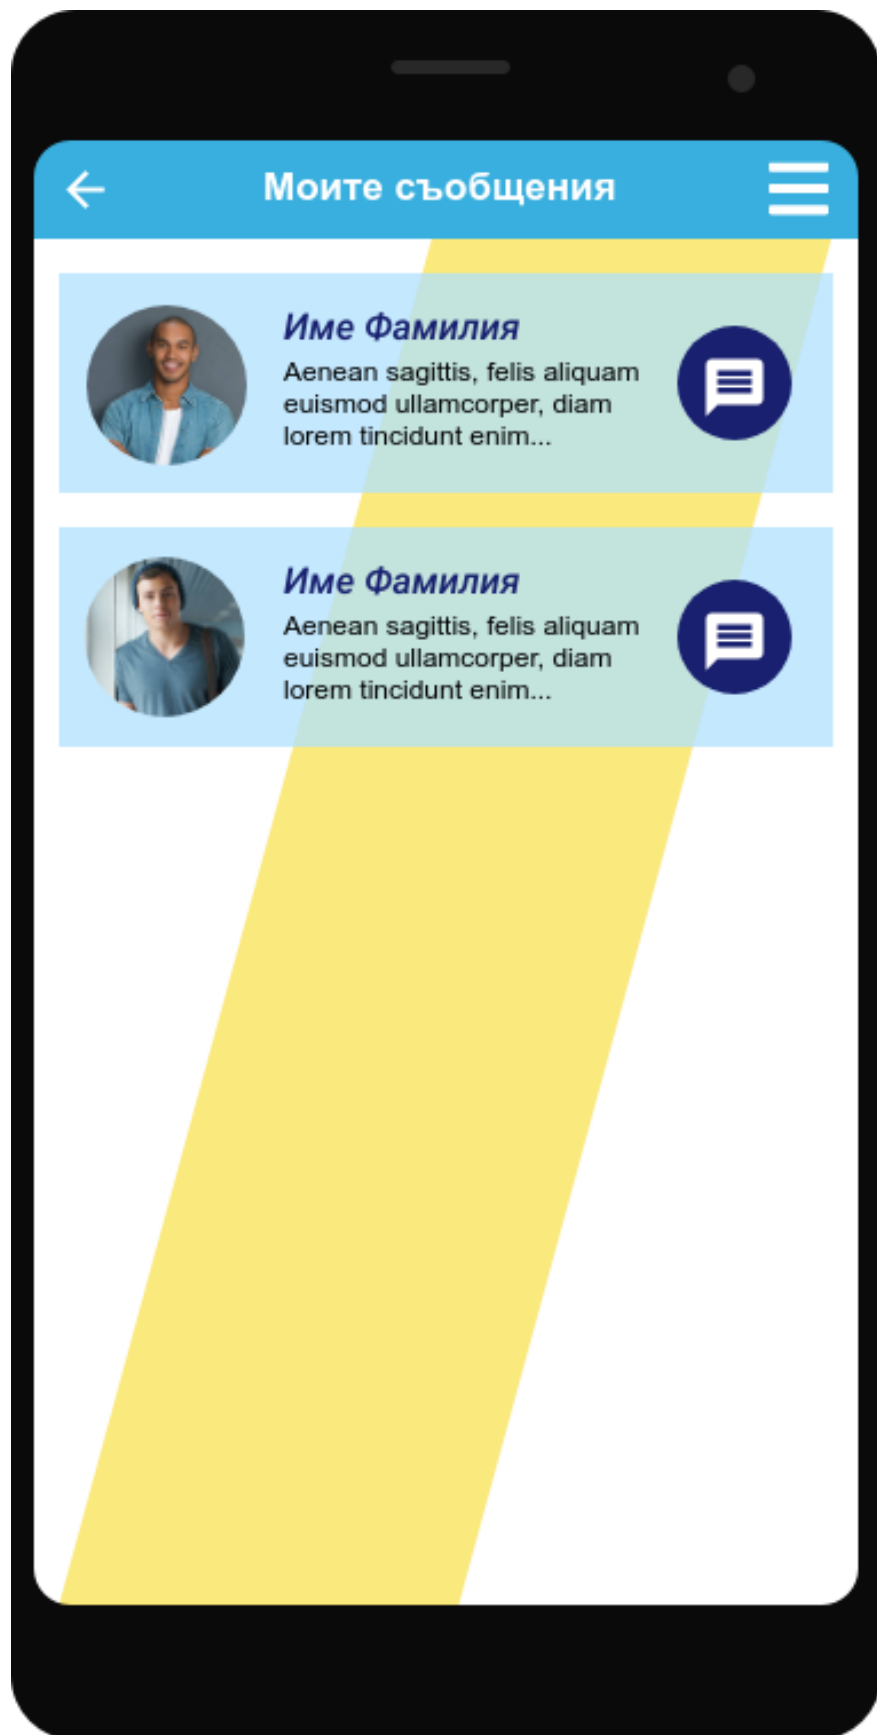 Моите съобщения
Име Фамилия
Aenean sagittis, felis aliquam
euismod ullamcorper, diam
lorem tincidunt enim...
Име Фамилия
Aenean sagittis, felis aliquam
euismod ullamcorper, diam
lorem tincidunt enim...